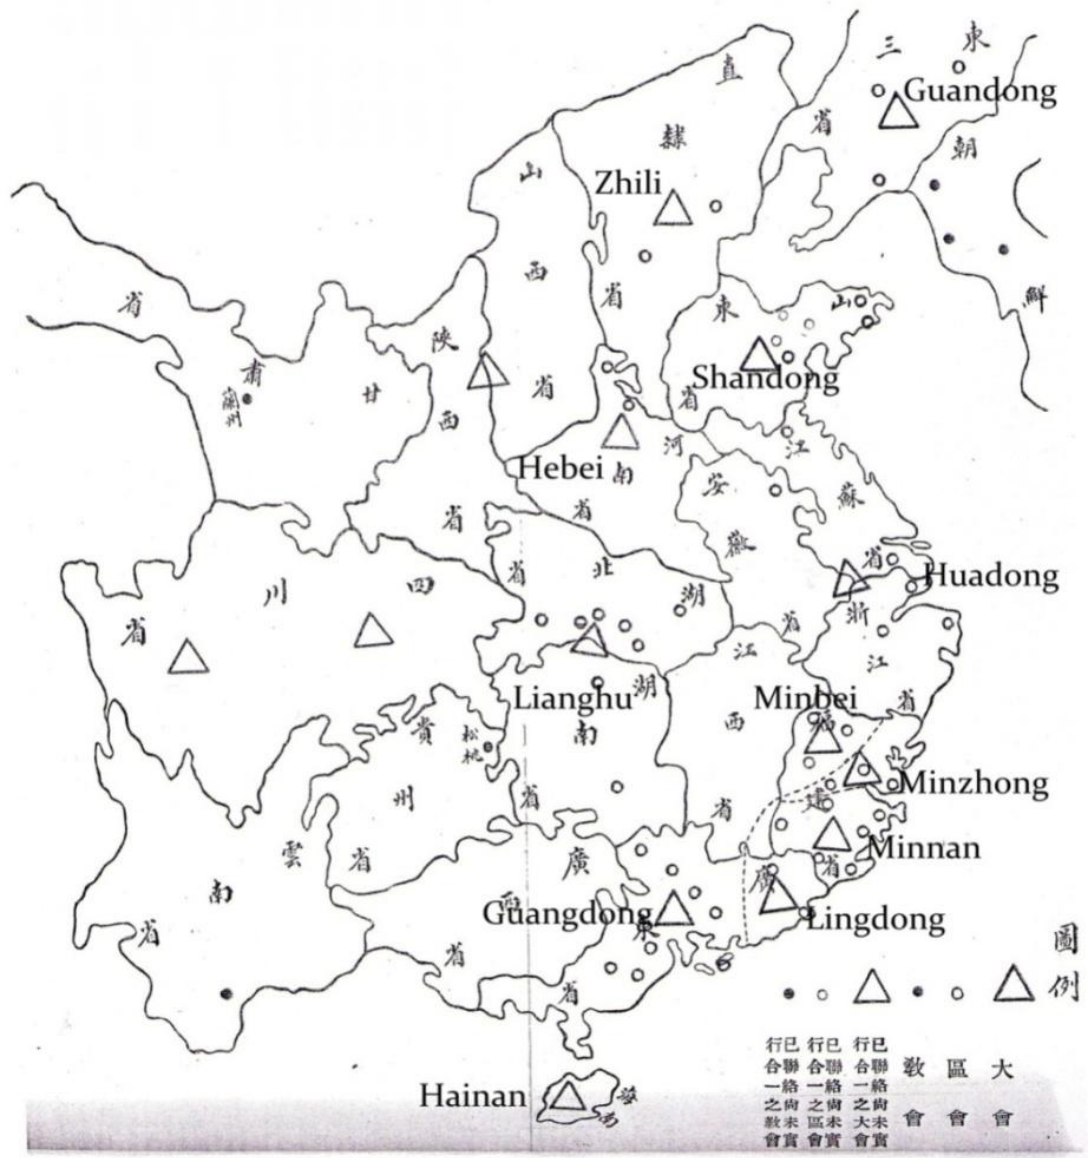 東三省
Guandong
朝鮮
直隸省
Zhili
山西省
山東省
Shandong
陝西省
甘肅省
蘭州
Hebei
河南省
江蘇省
安徽省
Huadong
浙江省
湖北省
四川省
Lianghu
湖南省
江西省
Minbei
福建省
Minzhong
Minnan
貴州省
松桃
雲南省
廣西省
Guangdong
廣東省
Lingdong
Hainan
圖例
大會
區會
教會
已聯絡尚未實行合一之大會
已聯絡尚未實行合一之區會
已聯絡尚未實行合一之教會